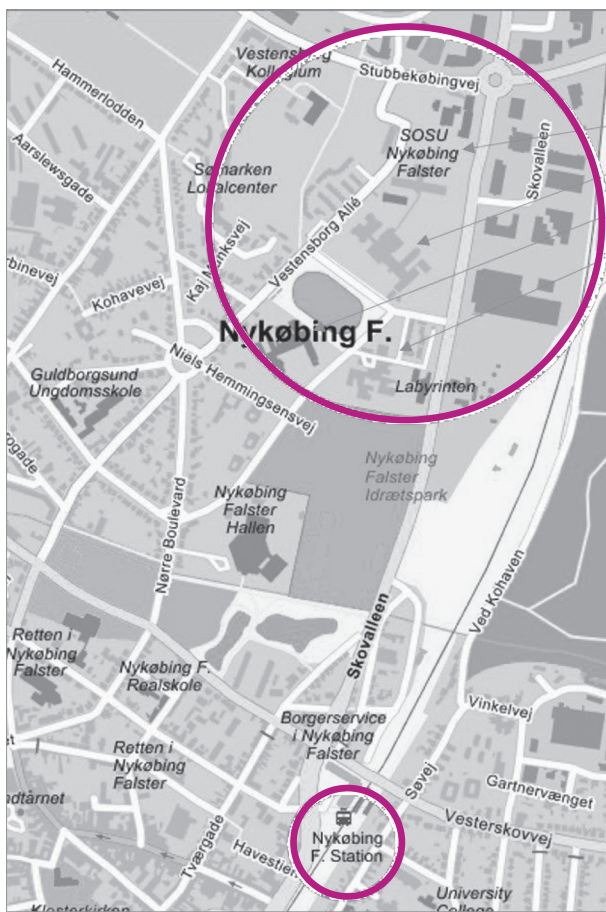 Vestensborg
Kollegium
Stubbekøbingvej
Hammerlodden
SOSU
Nykøbing
Falster
Skovalleen
Aarslewsgade
Sømarken
Lokalcenter
Vestensborg Allé
Kaj Munksvej
Kohavevej
Nykøbing F.
Niels Hemmingsensvej
Guldborgsund
Ungdomsskole
Labyrinten
Nykøbing
Falster
Idrætspark
Nykøbing
Falster
Hallen
Nørre Boulevard
Ved Kohaven
Skovalleen
Retten i
Nykøbing
Falster
Nykøbing F.
Realskole
Vinkelvej
Borgerservice
i Nykøbing
Falster
Retten i
Nykøbing
Falster
Søvej
Gartnervænget
Vesterskovvej
Tværgade
Nykøbing
F. Station
University